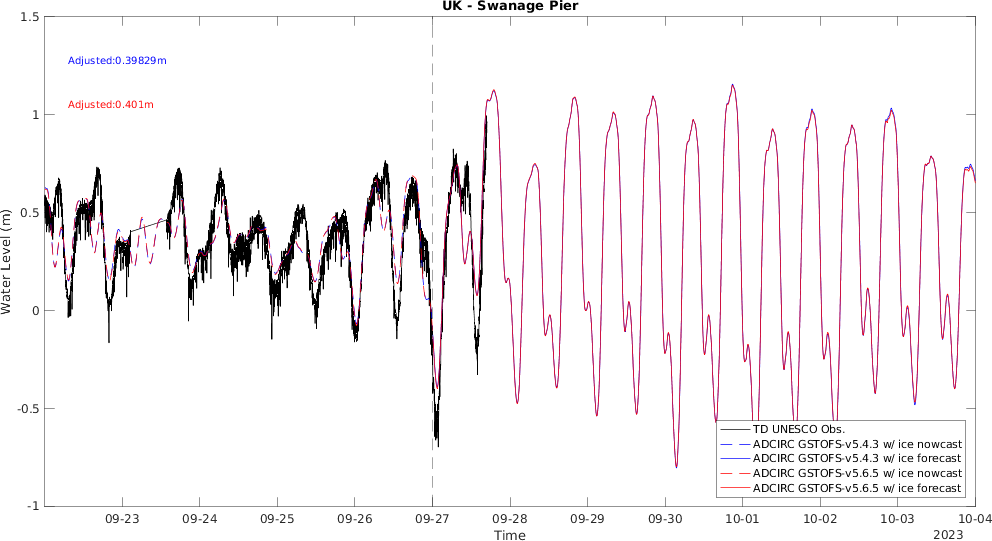 UK - Swanage Pier
1.5
Adjusted:0.39829m
Adjusted:0.401m
1
0.5
0
-0.5
-1
Water Level (m)
TD UNESCO Obs.
ADCIRC GSTOFS-v5.4.3 w/ ice nowcast
ADCIRC GSTOFS-v5.4.3 w/ ice forecast
ADCIRC GSTOFS-v5.6.5 w/ ice nowcast
ADCIRC GSTOFS-v5.6.5 w/ ice forecast
09-23 09-24 09-25 09-26 09-27 09-28 09-29 09-30 10-01 10-02 10-03 10-04
Time
2023